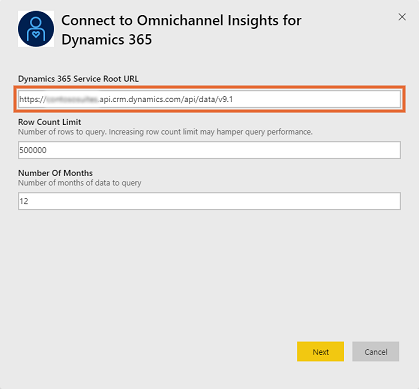 Connect to Omnichannel Insights for
Dynamics 365
Dynamics 365 Service Root URL
https:// .api.crm.dynamics.com/api/data/v9.1
Row Count Limit
Number of rows to query. Increasing row count limit may hamper query performance.
500000
Number Of Months
Number of months of data to query
12
Next
Cancel